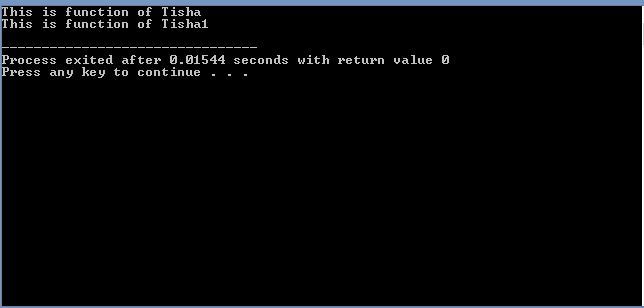 This is function of Tisha
This is function of Tisha1
--------------------------------
Process exited after 0.01544 seconds with return value 0
Press any key to continue . . .